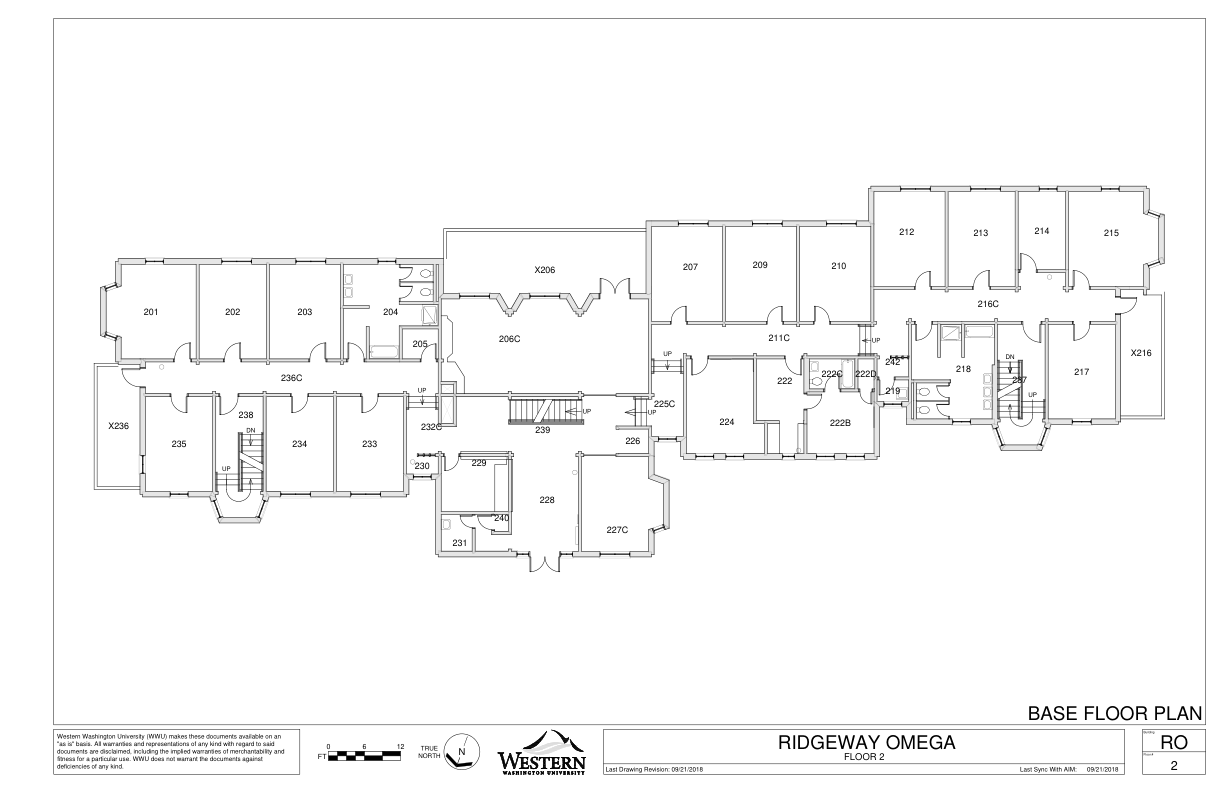 212
213
214
215
X206
207
209
210
201
202
203
204
216C
205
206C
211C
UP
X216
UP
DN
236C
242
222C
222D
222
218
237
217
UP
219
UP
238
232C
UP
UP
225C
X236
DN
239
224
222B
235
234
233
226
UP
230
229
228
240
227C
231
BASE FLOOR PLAN
Western Washington University (WWU) makes these documents available on an
"as is" basis. All warranties and representations of any kind with regard to said
documents are disclaimed, including the implied warranties of merchantability and
fitness for a particular use. WWU does not warrant the documents against
deficiencies of any kind.
0 6 12
FT
TRUE
NORTH
N
WESTERN
WASHINGTON UNIVERSITY
RIDGEWAY OMEGA
FLOOR 2
Last Drawing Revision: 09/21/2018
Last Sync With AIM: 09/21/2018
Building
RO
Floor
2